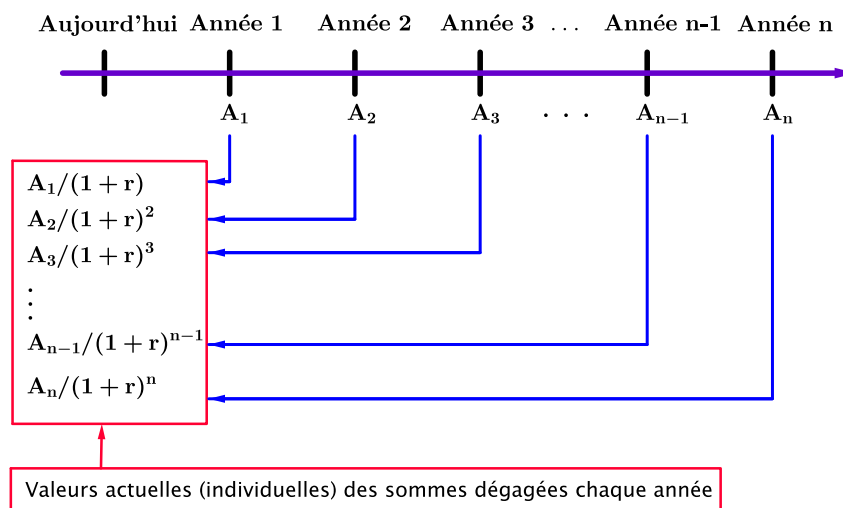 Aujourd'hui Année 1 Année 2 Année 3 ... Année n-1 Année n
A₁ A₂ A₃ . . . Aₙ₋₁ Aₙ
A₁/(1 + r)
A₂/(1 + r)²
A₃/(1 + r)³
⋮
Aₙ₋₁/(1 + r)ⁿ⁻¹
Aₙ/(1 + r)ⁿ
Valeurs actuelles (individuelles) des sommes dégagées chaque année